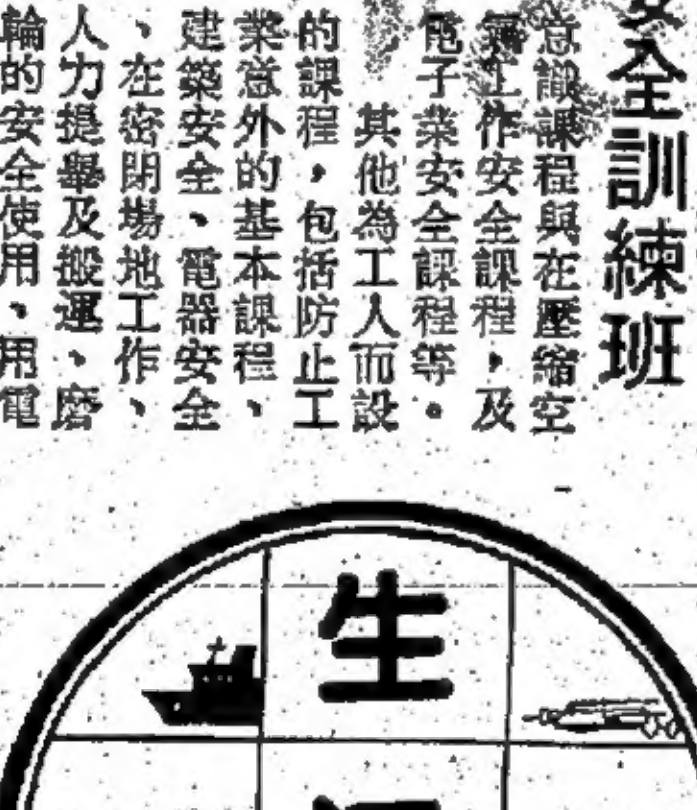 安全訓練班
意識課程與在壓縮空
氣工作安全課程，及
電子業安全課程等。
其他為工人而設
的課程，包括防止工
業意外的基本課程、
建築安全、電器安全
、在密閉場地工作、
人力提舉及搬運、磨
輪的安全使用、用電
生